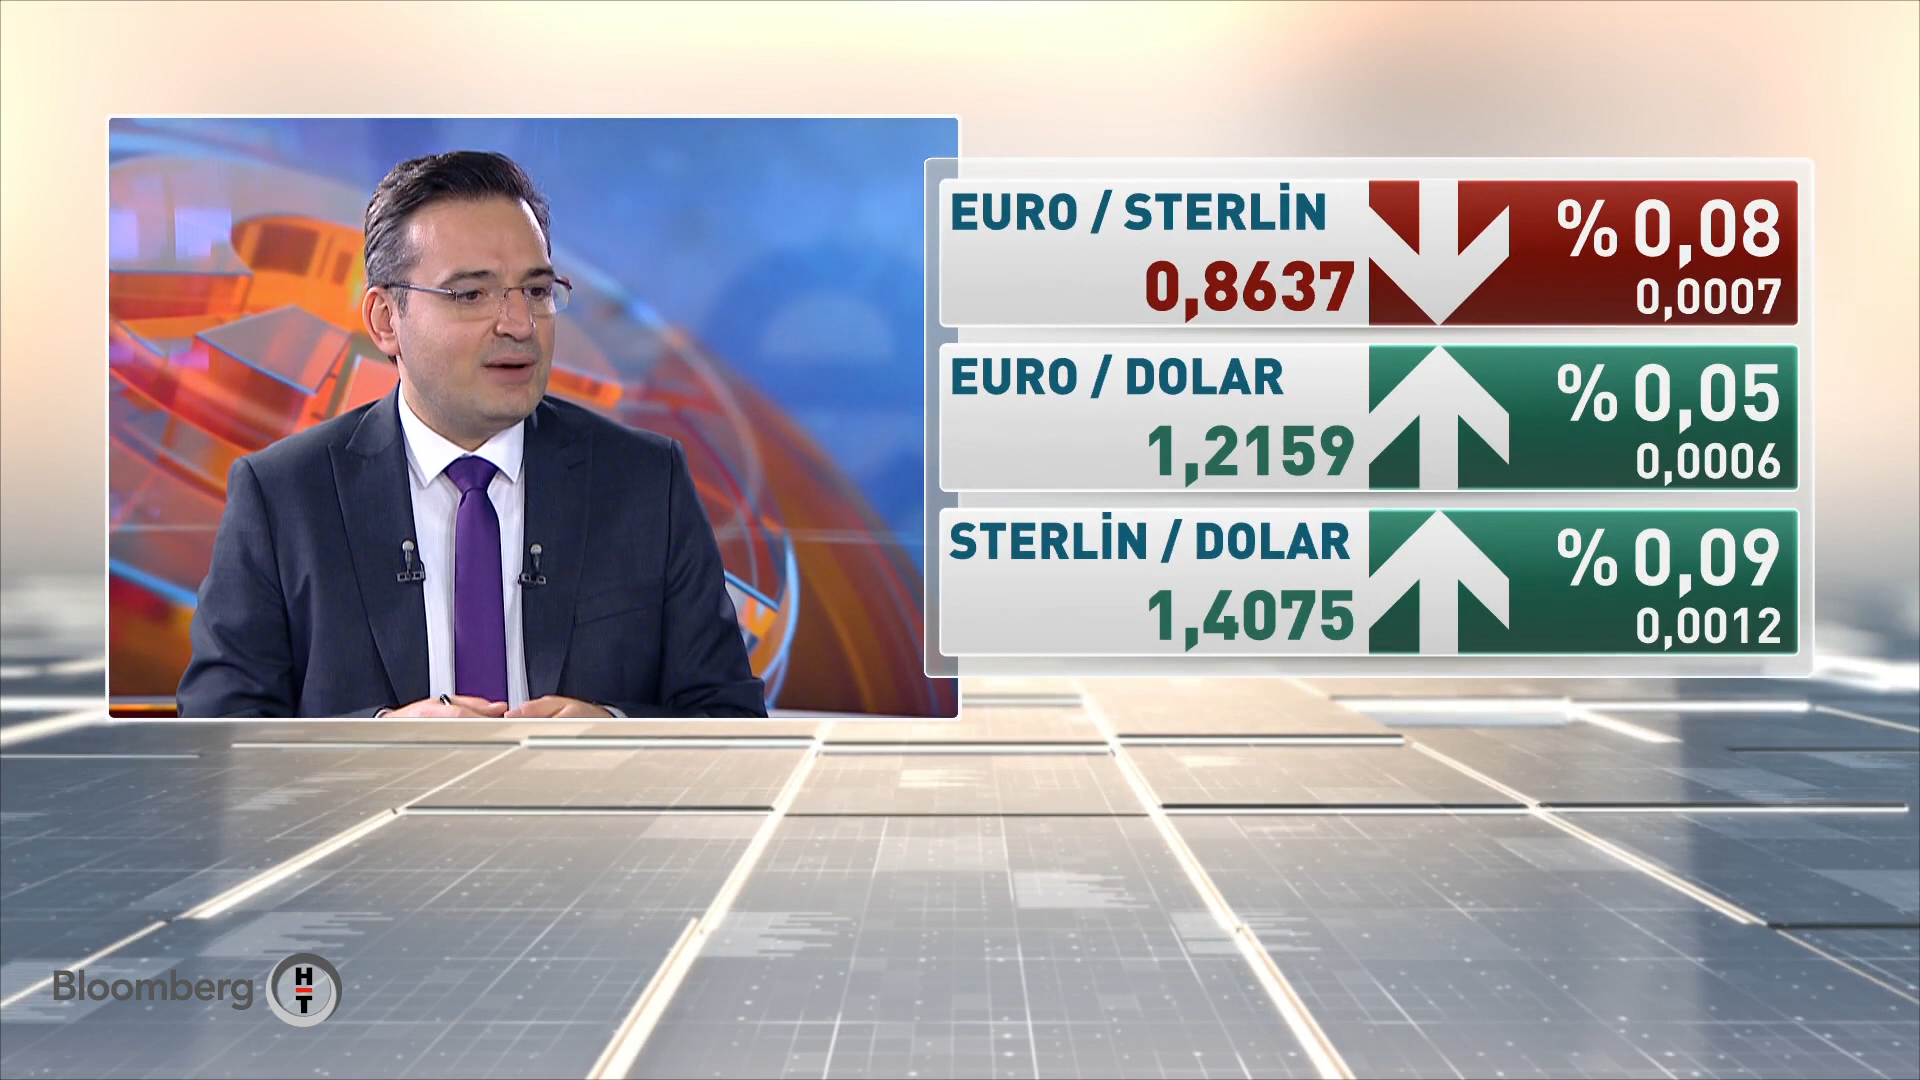 EURO / STERLİN
0,8637
% 0,08
0,0007
EURO / DOLAR
1,2159
% 0,05
0,0006
STERLİN / DOLAR
1,4075
% 0,09
0,0012
Bloomberg HT